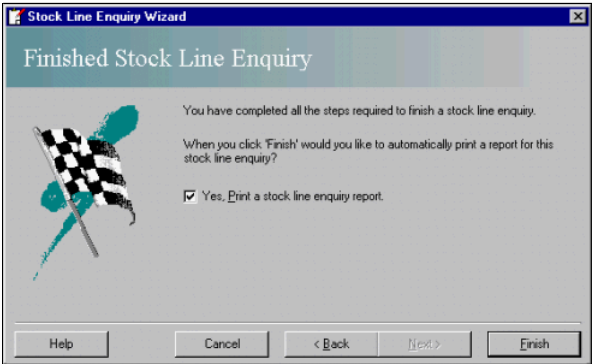 Stock Line Enquiry Wizard
Finished Stock Line Enquiry
You have completed all the steps required to finish a stock line enquiry.
When you click 'Finish' would you like to automatically print a report for this
stock line enquiry?
Yes, Print a stock line enquiry report.
Help
Cancel
< Back
Next >
Finish